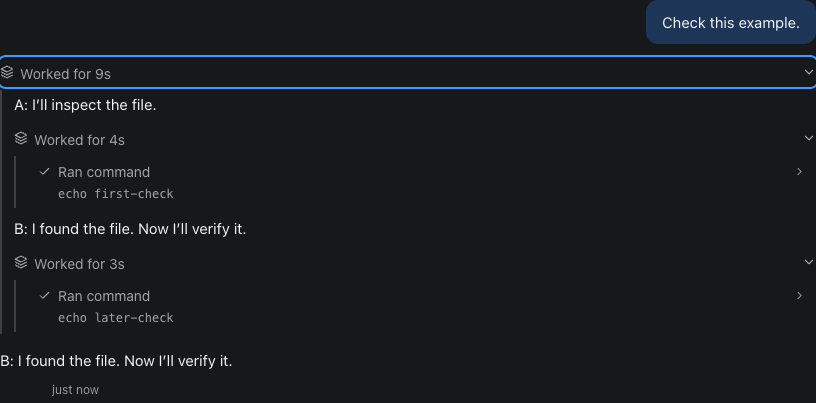 Check this example.
Worked for 9s
A: I’ll inspect the file.
Worked for 4s
Ran command
echo first-check
B: I found the file. Now I’ll verify it.
Worked for 3s
Ran command
echo later-check
B: I found the file. Now I’ll verify it.
just now